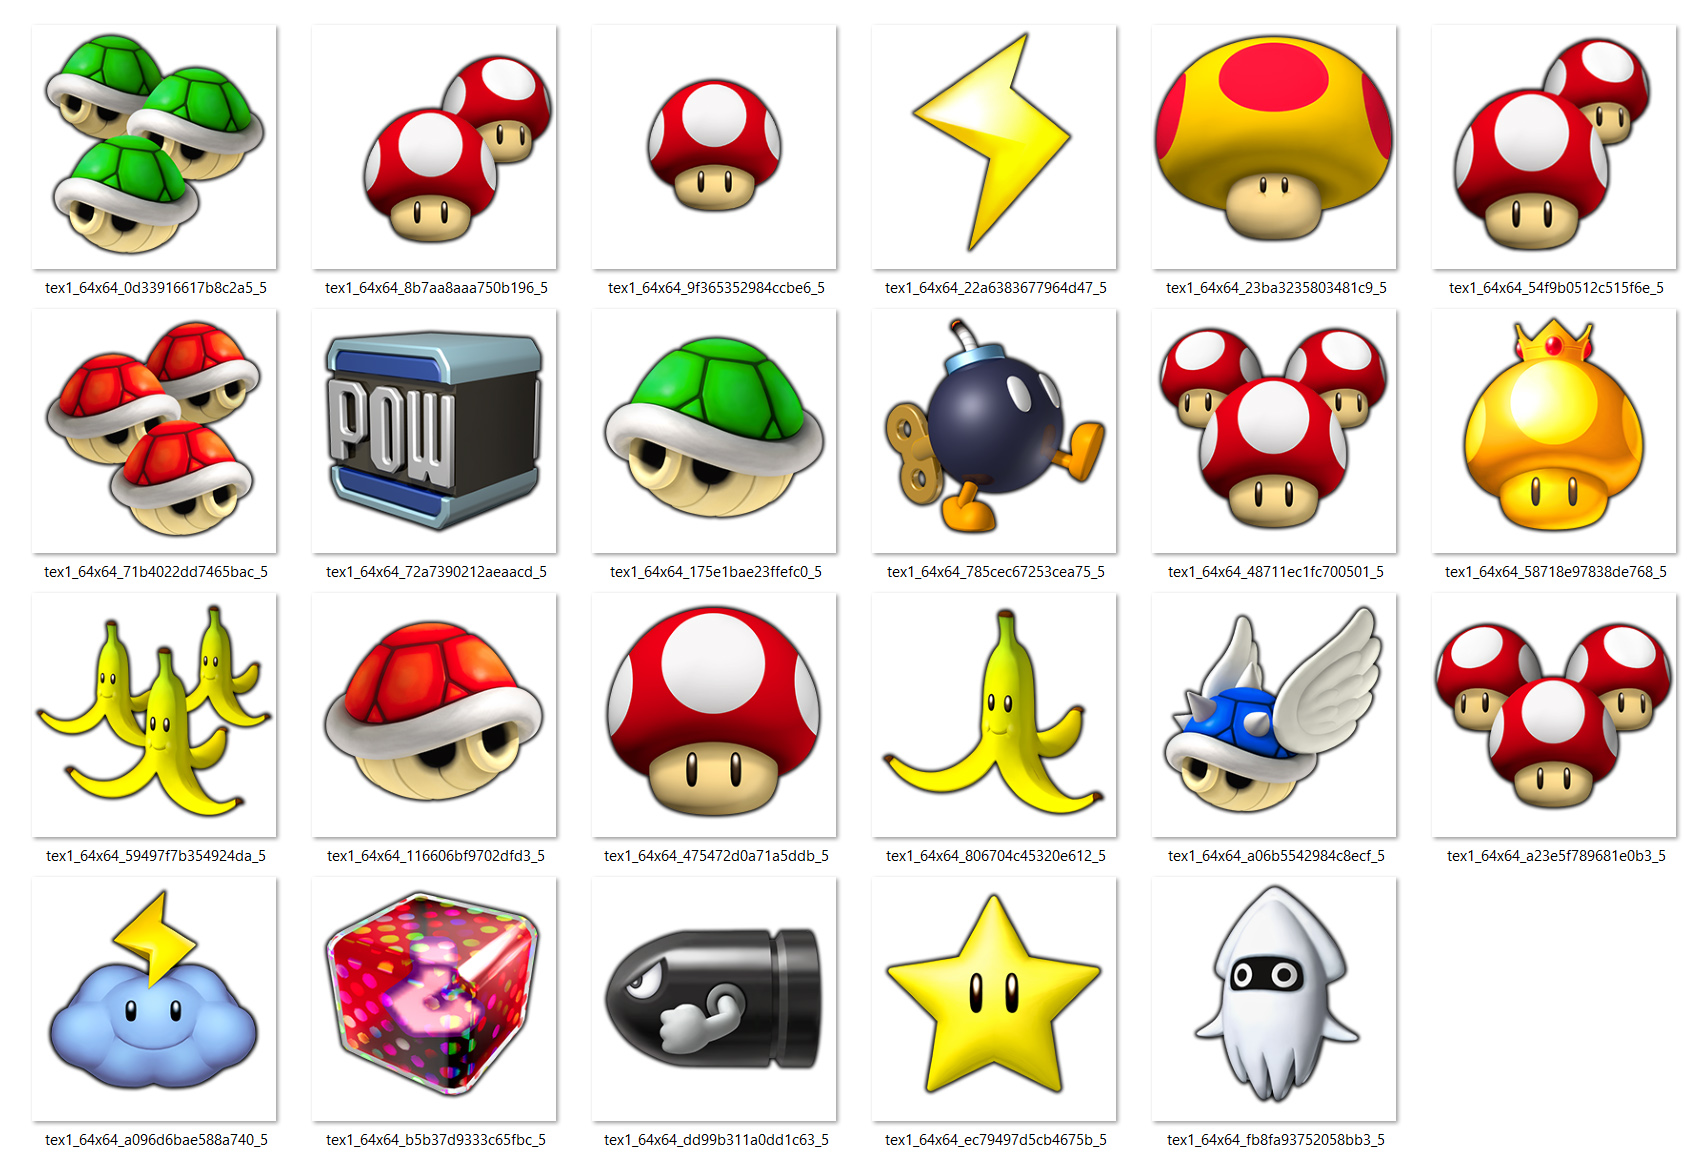 tex1_64x64_0d33916617b8c2a5_5
tex1_64x64_8b7aa8aaa750b196_5
tex1_64x64_9f365352984ccbe6_5
tex1_64x64_22a6383677964d47_5
tex1_64x64_23ba3235803481c9_5
tex1_64x64_54f9b0512c515f6e_5
POW
tex1_64x64_71b4022dd7465bac_5
tex1_64x64_72a7390212aeaacd_5
tex1_64x64_175e1bae23ffefc0_5
tex1_64x64_785cec67253cea75_5
tex1_64x64_48711ec1fc700501_5
tex1_64x64_58718e97838de768_5
tex1_64x64_59497f7b354924da_5
tex1_64x64_116606bf9702dfd3_5
tex1_64x64_475472d0a71a5ddb_5
tex1_64x64_806704c45320e612_5
tex1_64x64_a06b5542984c8ecf_5
tex1_64x64_a23e5f789681e0b3_5
tex1_64x64_a096d6bae588a740_5
tex1_64x64_b5b37d9333c65fbc_5
tex1_64x64_dd99b311a0dd1c63_5
tex1_64x64_ec79497d5cb4675b_5
tex1_64x64_fb8fa93752058bb3_5